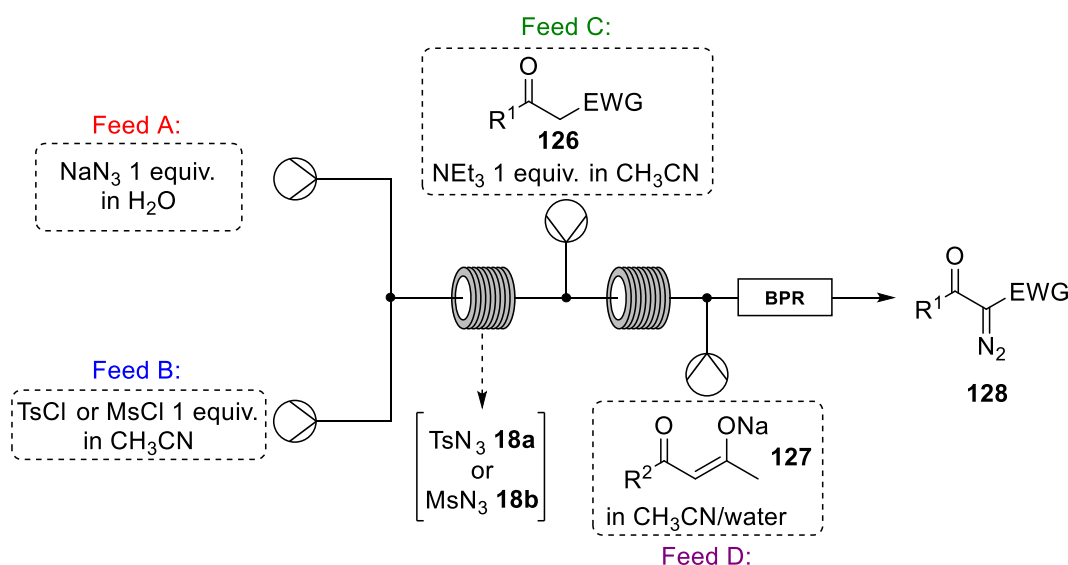 Feed C:
O
R1
EWG
126
NEt3 1 equiv. in CH3CN
Feed A:
NaN3 1 equiv.
in H2O
BPR
O
R1
EWG
N2
128
Feed B:
TsCl or MsCl 1 equiv.
in CH3CN
TsN3 18a
or
MsN3 18b
O
ONa
R2
127
in CH3CN/water
Feed D: